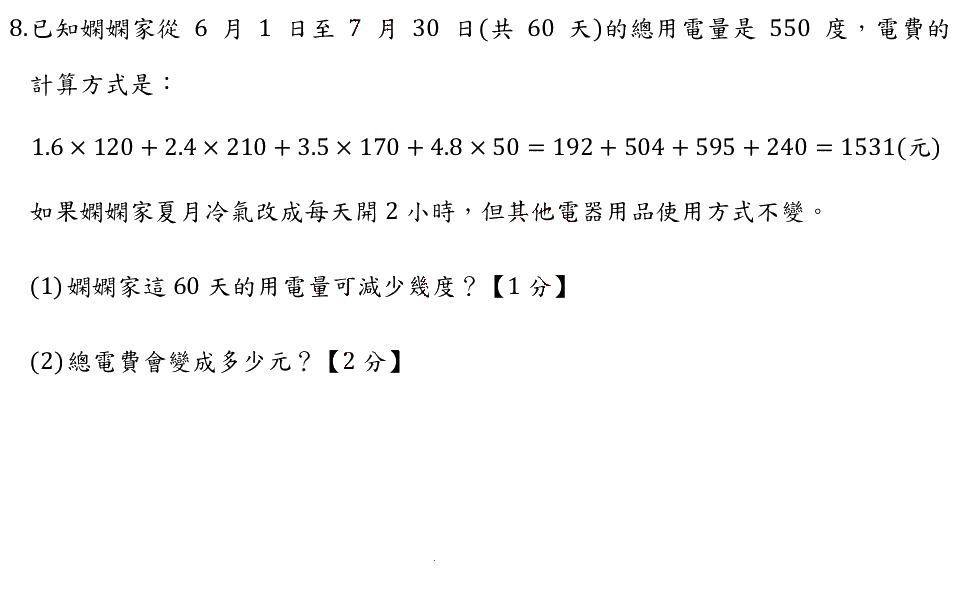 8.已知嫻嫻家從 6 月 1 日至 7 月 30 日(共 60 天)的總用電量是 550 度，電費的
計算方式是：
1.6 × 120 + 2.4 × 210 + 3.5 × 170 + 4.8 × 50 = 192 + 504 + 595 + 240 = 1531(元)
如果嫻嫻家夏月冷氣改成每天開 2 小時，但其他電器用品使用方式不變。
(1) 嫻嫻家這 60 天的用電量可減少幾度？【1 分】
(2) 總電費會變成多少元？【2 分】